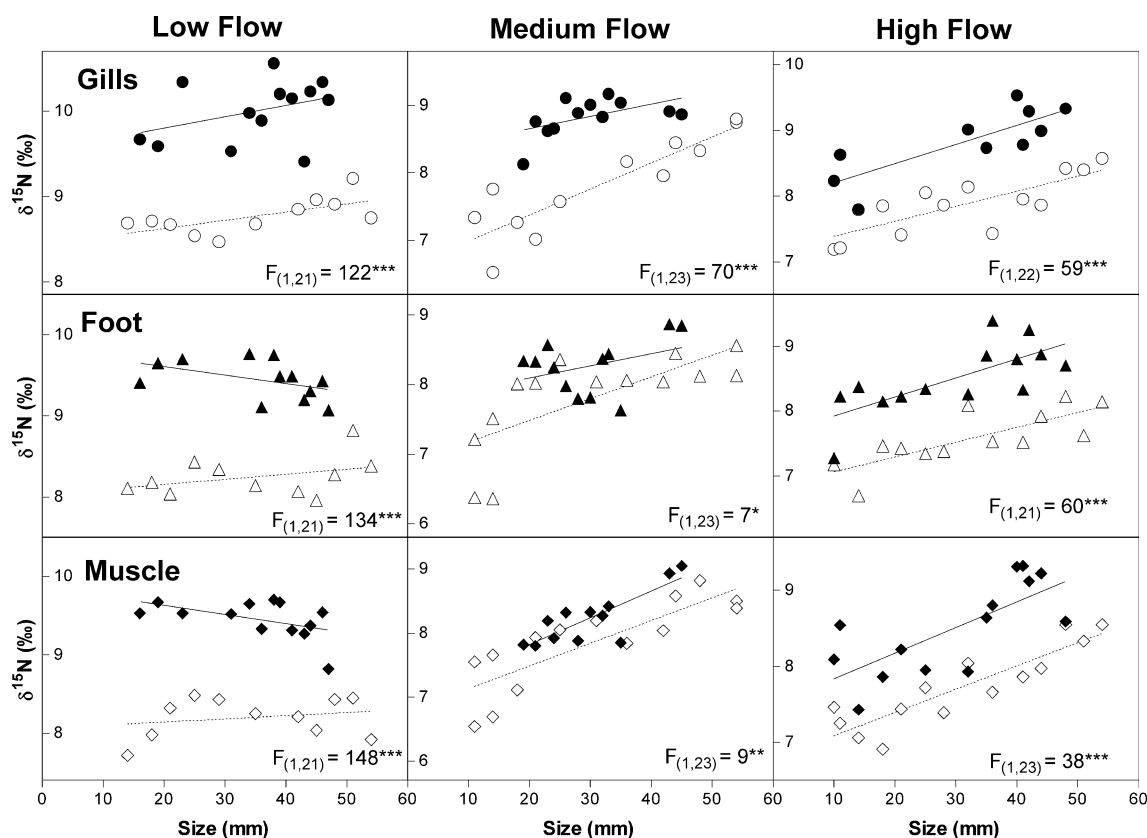 Low Flow Medium Flow High Flow
Gills
δ15N (‰)
10
9
8
9
8
7
10
9
8
7
F(1,21) = 122***
F(1,23) = 70***
F(1,22) = 59***
Foot
δ15N (‰)
10
9
8
9
8
7
6
9
8
7
F(1,21) = 134***
F(1,23) = 7*
F(1,21) = 60***
Muscle
δ15N (‰)
10
9
8
9
8
7
6
9
8
7
F(1,21) = 148***
F(1,23) = 9**
F(1,23) = 38***
0 10 20 30 40 50 60 10 20 30 40 50 60 10 20 30 40 50 60
Size (mm) Size (mm) Size (mm)